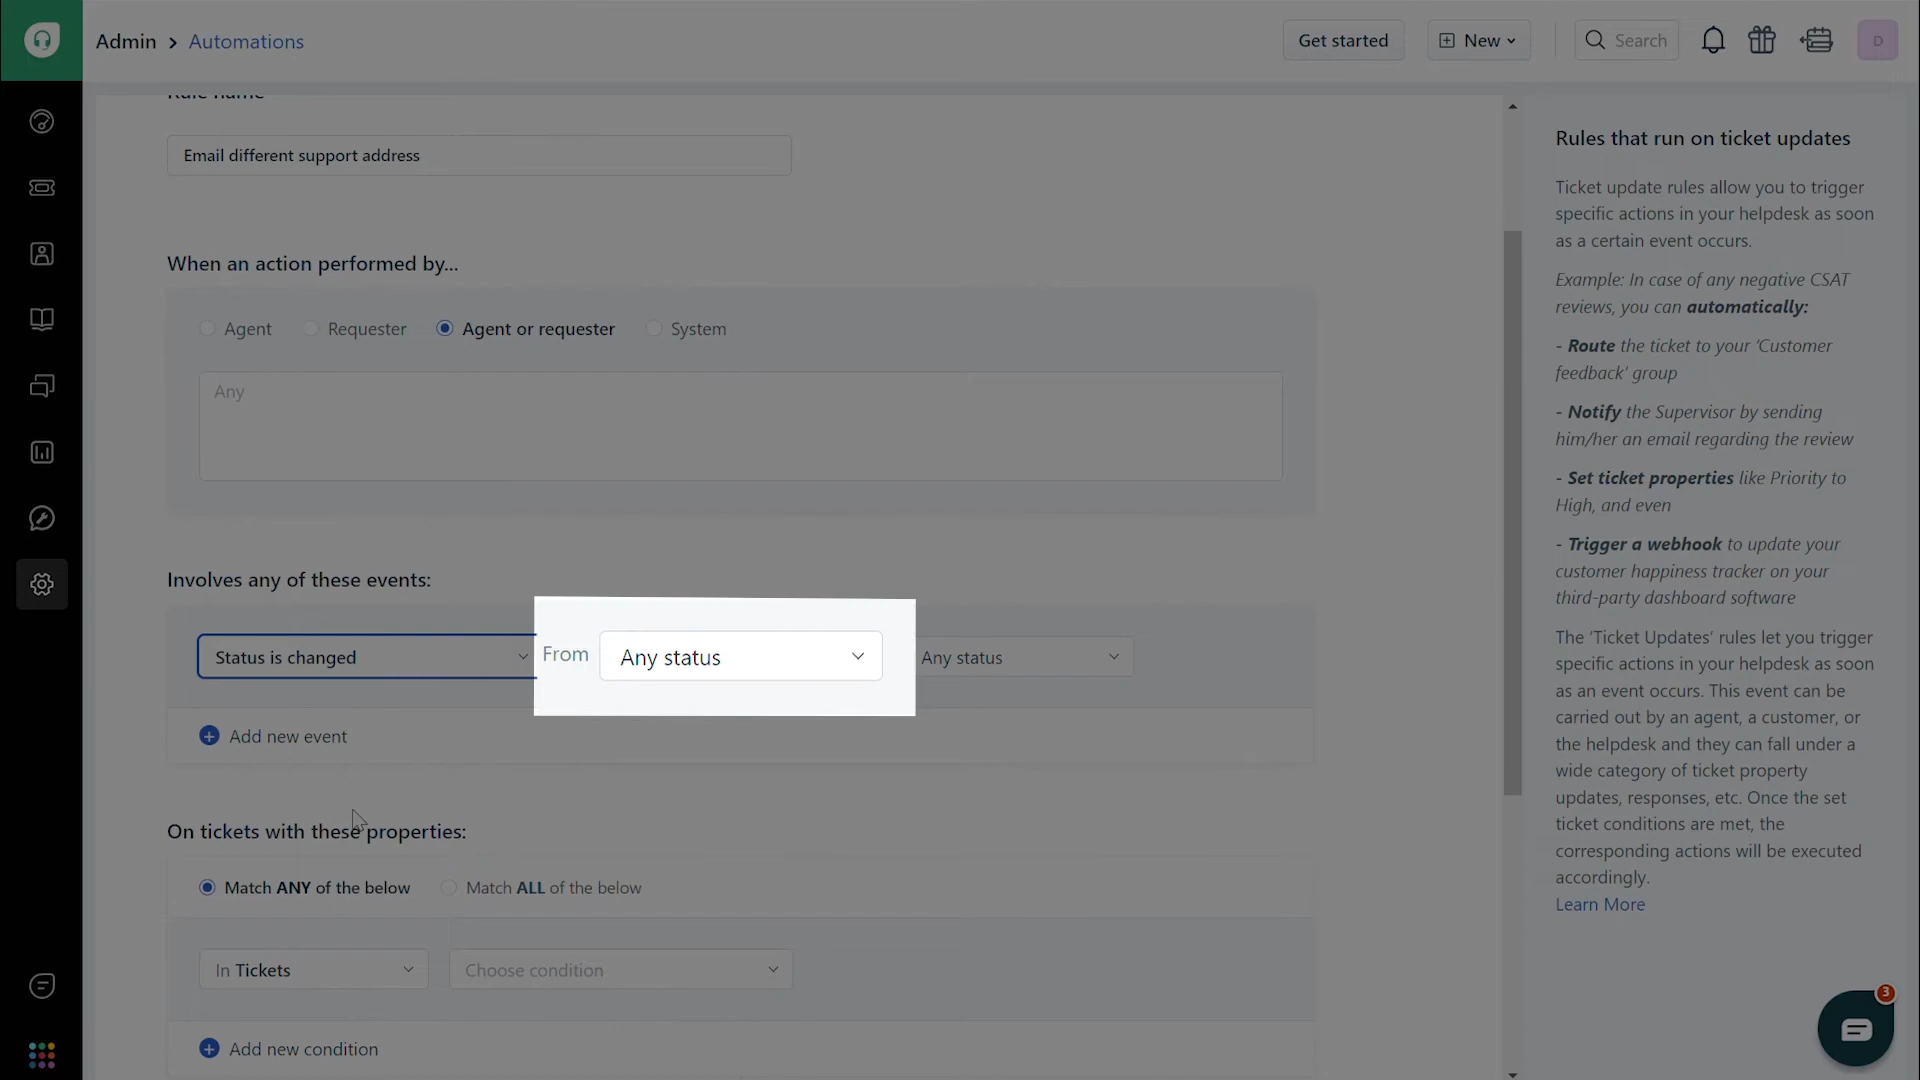 Admin > Automations
Get started
New
Search
D
Rule name
Email different support address
When an action performed by...
Agent
Requester
Agent or requester
System
Any
Involves any of these events:
Status is changed
From
Any status
Any status
Add new event
On tickets with these properties:
Match ANY of the below
Match ALL of the below
In Tickets
Choose condition
Add new condition
Rules that run on ticket updates
Ticket update rules allow you to trigger
specific actions in your helpdesk as soon
as a certain event occurs.
Example: In case of any negative CSAT
reviews, you can automatically:
- Route the ticket to your ‘Customer
feedback’ group
- Notify the Supervisor by sending
him/her an email regarding the review
- Set ticket properties like Priority to
High, and even
- Trigger a webhook to update your
customer happiness tracker on your
third-party dashboard software
The ‘Ticket Updates’ rules let you trigger
specific actions in your helpdesk as soon
as an event occurs. This event can be
carried out by an agent, a customer, or
the helpdesk and they can fall under a
wide category of ticket property
updates, responses, etc. Once the set
ticket conditions are met, the
corresponding actions will be executed
accordingly.
Learn More
3